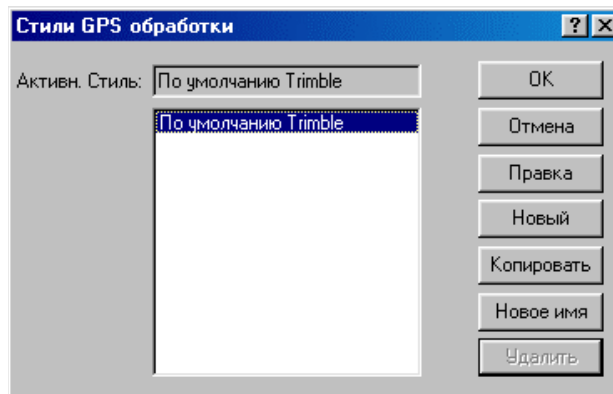 Стили GPS обработки
Активн. Стиль: По умолчанию Trimble
По умолчанию Trimble
OK
Отмена
Правка
Новый
Копировать
Новое имя
Удалить